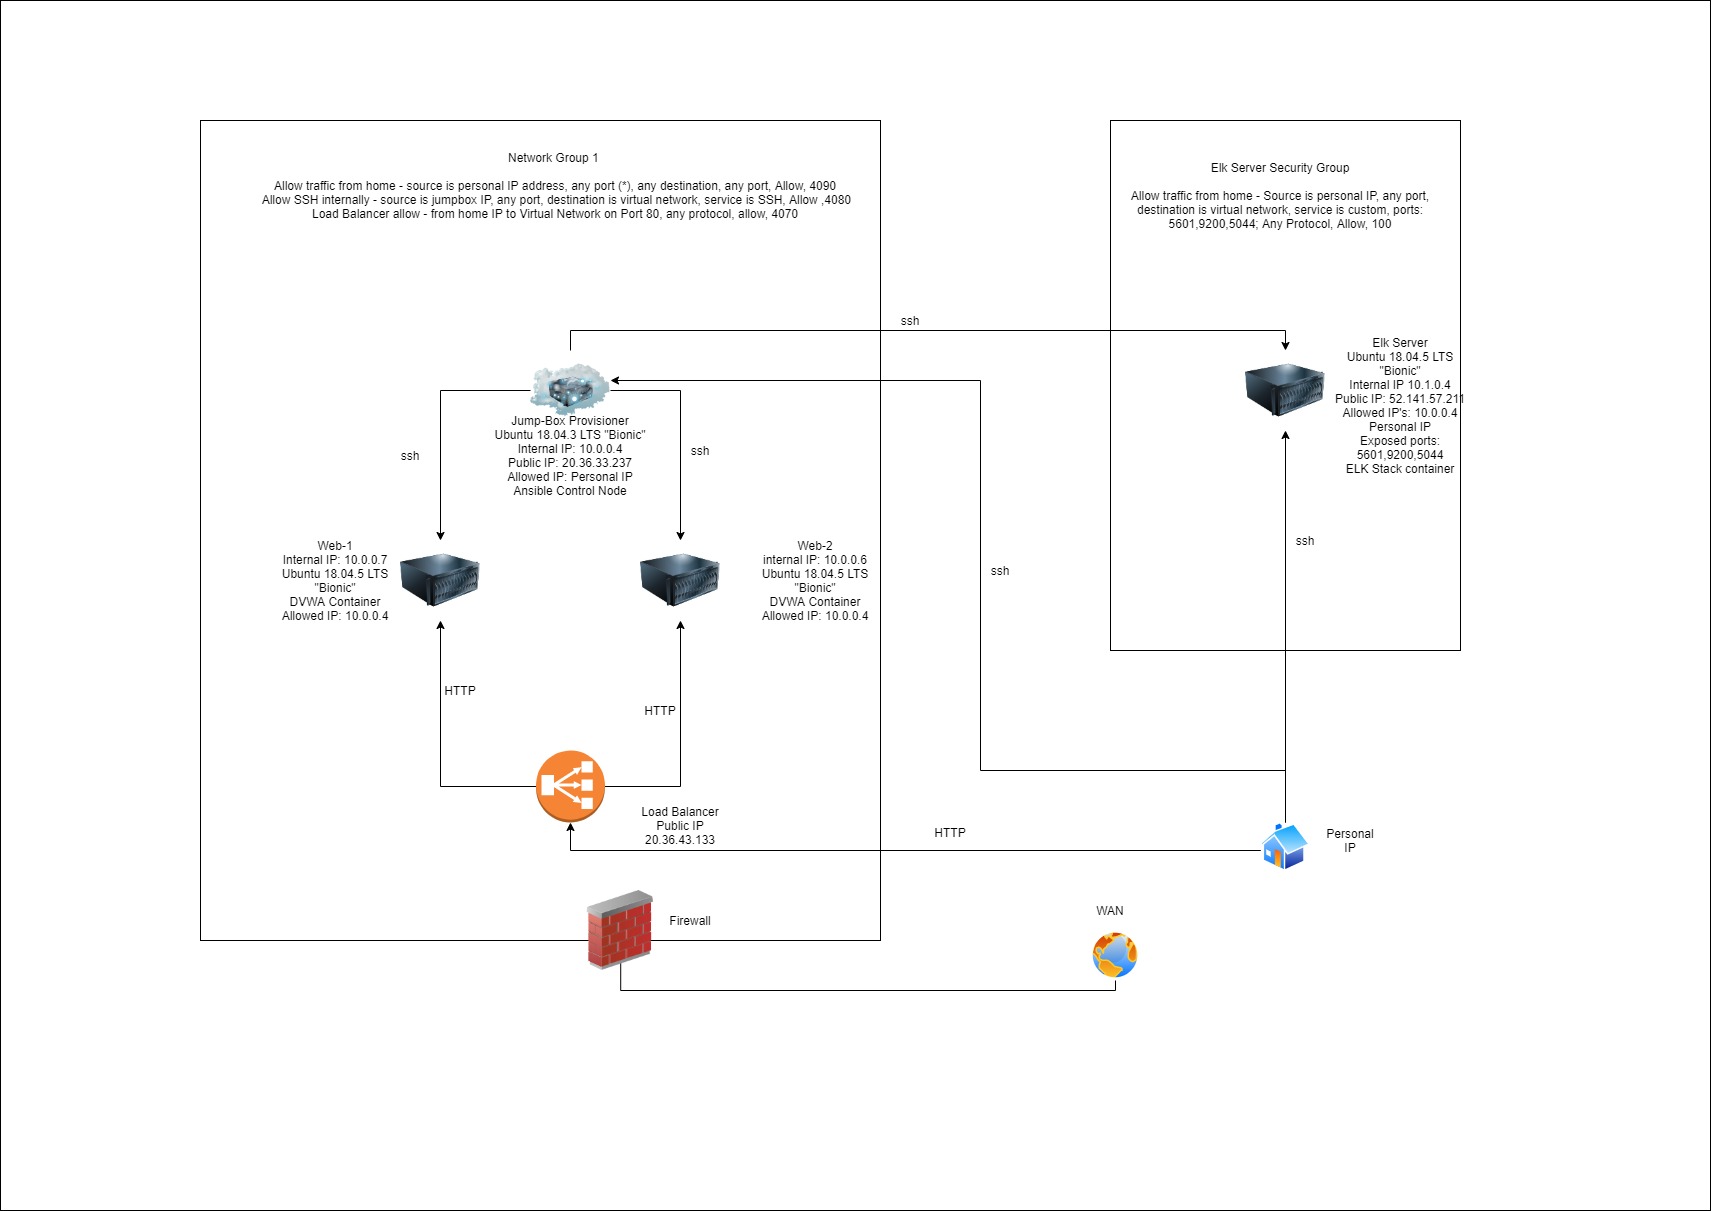 Network Group 1
Allow traffic from home - source is personal IP address, any port (*), any destination, any port, Allow, 4090
Allow SSH internally - source is jumpbox IP, any port, destination is virtual network, service is SSH, Allow ,4080
Load Balancer allow - from home IP to Virtual Network on Port 80, any protocol, allow, 4070
Elk Server Security Group
Allow traffic from home - Source is personal IP, any port,
destination is virtual network, service is custom, ports:
5601,9200,5044; Any Protocol, Allow, 100
ssh
Elk Server
Ubuntu 18.04.5 LTS
"Bionic"
Internal IP 10.1.0.4
Public IP: 52.141.57.211
Allowed IP's: 10.0.0.4
Personal IP
Exposed ports:
5601,9200,5044
ELK Stack container
Jump-Box Provisioner
Ubuntu 18.04.3 LTS "Bionic"
Internal IP: 10.0.0.4
Public IP: 20.36.33.237
Allowed IP: Personal IP
Ansible Control Node
ssh
ssh
Web-1
Internal IP: 10.0.0.7
Ubuntu 18.04.5 LTS
"Bionic"
DVWA Container
Allowed IP: 10.0.0.4
Web-2
internal IP: 10.0.0.6
Ubuntu 18.04.5 LTS
"Bionic"
DVWA Container
Allowed IP: 10.0.0.4
ssh
ssh
HTTP
HTTP
Load Balancer
Public IP
20.36.43.133
HTTP
Personal
IP
Firewall
WAN